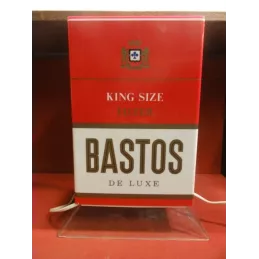 KING SIZE
BASTOS
DE LUXE